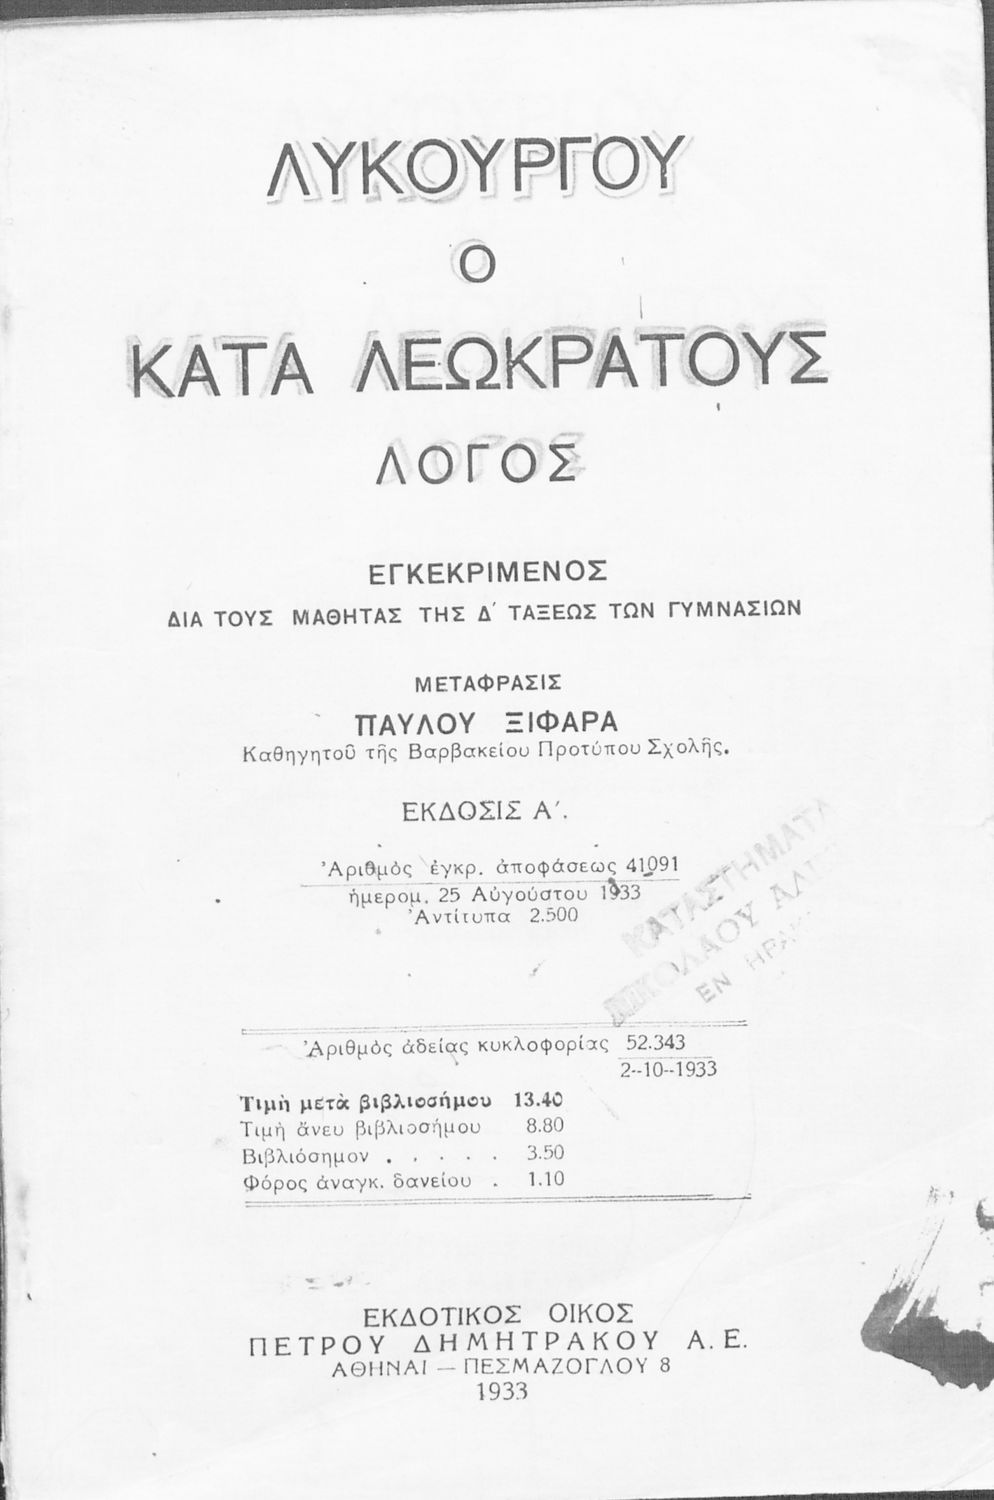 ΛΥΚΟΥΡΓΟΥ
Ο
ΚΑΤΑ ΛΕΩΚΡΑΤΟΥΣ
ΛΟΓΟΣ
ΕΓΚΕΚΡΙΜΕΝΟΣ
ΔΙΑ ΤΟΥΣ ΜΑΘΗΤΑΣ ΤΗΣ Δ΄ ΤΑΞΕΩΣ ΤΩΝ ΓΥΜΝΑΣΙΩΝ
ΜΕΤΑΦΡΑΣΙΣ
ΠΑΥΛΟΥ ΞΙΦΑΡΑ
Καθηγητοῦ τῆς Βαρβακείου Προτύπου Σχολῆς.
ΕΚΔΟΣΙΣ Α΄.
Ἀριθμὸς ἐγκρ. ἀποφάσεως 41091
ἡμερομ. 25 Αὐγούστου 1933
Ἀντίτυπα 2.500
ΚΑΤΑΣΤΗΜΑΤΑ
ΝΙΚΟΛΑΟΥ
ΕΝ
Ἀριθμὸς ἀδείας κυκλοφορίας 52.343
2--10--1933
Τιμὴ μετὰ βιβλιοσήμου 13.40
Τιμὴ ἄνευ βιβλιοσήμου 8.80
Βιβλιόσημον . . . . . 3.50
Φόρος ἀναγκ. δανείου . 1.10
ΕΚΔΟΤΙΚΟΣ ΟΙΚΟΣ
ΠΕΤΡΟΥ ΔΗΜΗΤΡΑΚΟΥ Α.Ε.
ΑΘΗΝΑΙ — ΠΕΣΜΑΖΟΓΛΟΥ 8
1933